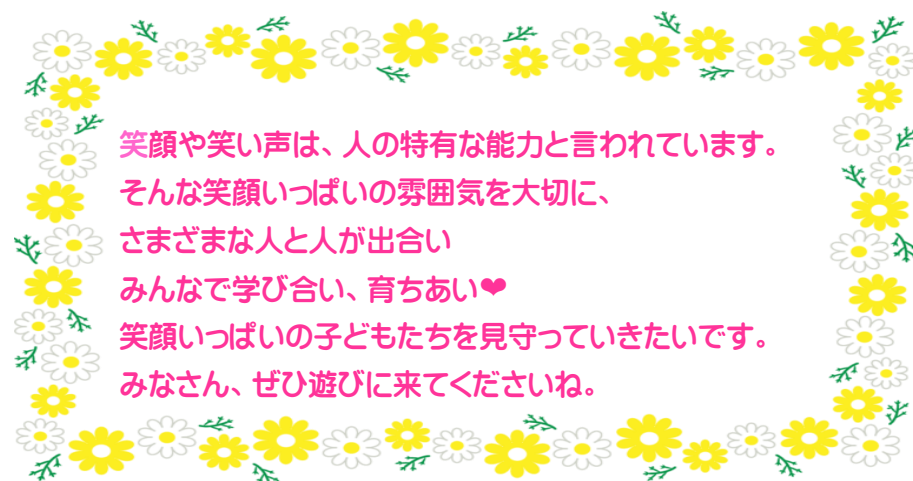 笑顔や笑い声は、人の特有な能力と言われています。
そんな笑顔いっぱいの雰囲気を大切に、
さまざまな人と人が出合い
みんなで学び合い、育ちあい❤
笑顔いっぱいの子どもたちを見守っていきたいです。
みなさん、ぜひ遊びに来てくださいね。